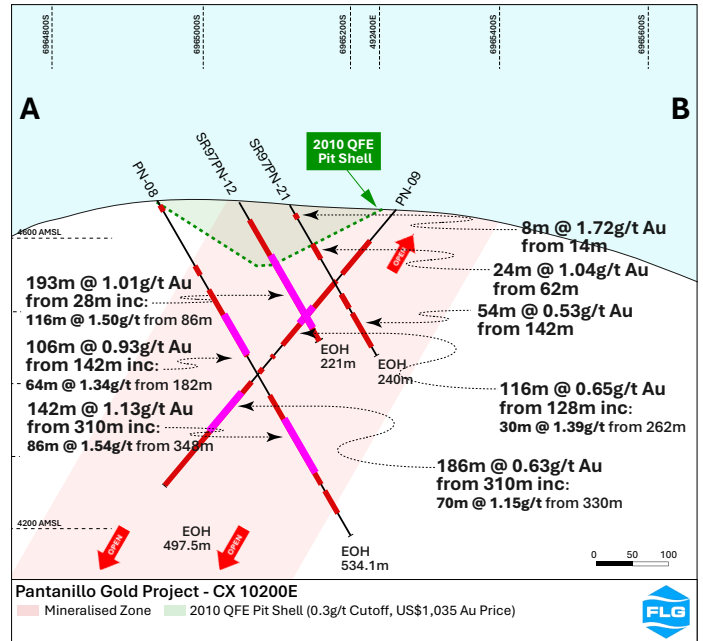 6964800S
6965000S
6965200S
492400E
6965400S
6965600S
A
B
2010 QFE
Pit Shell
PN-08
SR97PN-12
SR97PN-21
PN-09
4600 AMSL
OPEN
8m @ 1.72g/t Au
from 14m
24m @ 1.04g/t Au
from 62m
54m @ 0.53g/t Au
from 142m
193m @ 1.01g/t Au
from 28m inc:
116m @ 1.50g/t from 86m
106m @ 0.93g/t Au
from 142m inc:
64m @ 1.34g/t from 182m
142m @ 1.13g/t Au
from 310m inc:
86m @ 1.54g/t from 348m
EOH
221m
EOH
240m
116m @ 0.65g/t Au
from 128m inc:
30m @ 1.39g/t from 262m
186m @ 0.63g/t Au
from 310m inc:
70m @ 1.15g/t from 330m
4200 AMSL
OPEN
OPEN
EOH
497.5m
EOH
534.1m
0 50 100
Pantanillo Gold Project - CX 10200E
Mineralised Zone
2010 QFE Pit Shell (0.3g/t Cutoff, US$1,035 Au Price)
FLG